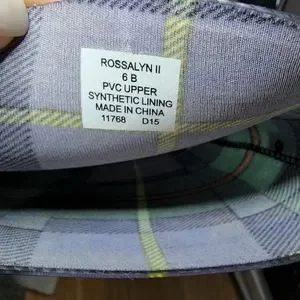 ROSSALYN II
6 B
PVC UPPER
SYNTHETIC LINING
MADE IN CHINA
11768 D15